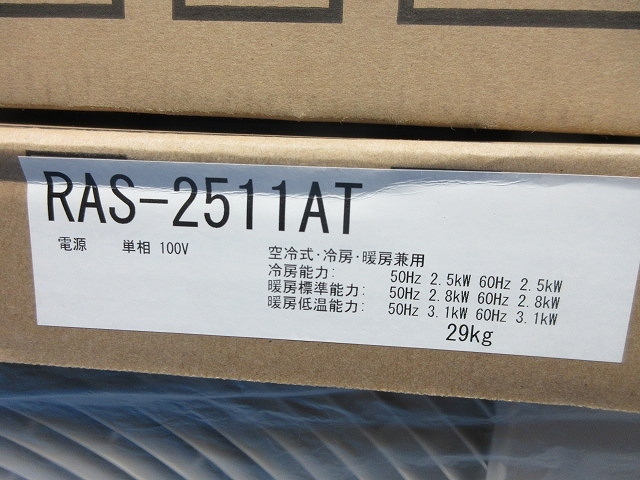 RAS-2511AT
電源 単相 100V
空冷式・冷房・暖房兼用
冷房能力: 50Hz 2.5kW 60Hz 2.5kW
暖房標準能力: 50Hz 2.8kW 60Hz 2.8kW
暖房低温能力: 50Hz 3.1kW 60Hz 3.1kW
29kg